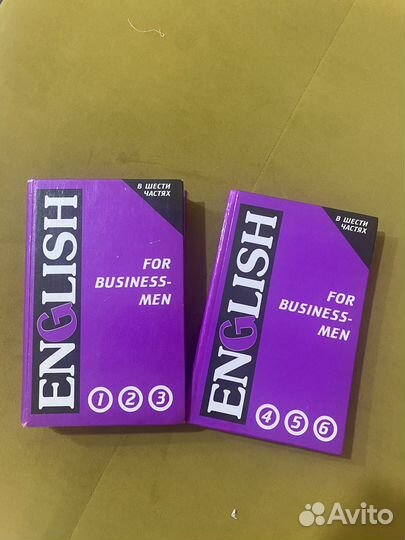 В ШЕСТИ
ЧАСТЯХ
ENGLISH
FOR
BUSINESS-
MEN
1 2 3
В ШЕСТИ
ЧАСТЯХ
ENGLISH
FOR
BUSINESS-
MEN
4 5 6
Avito